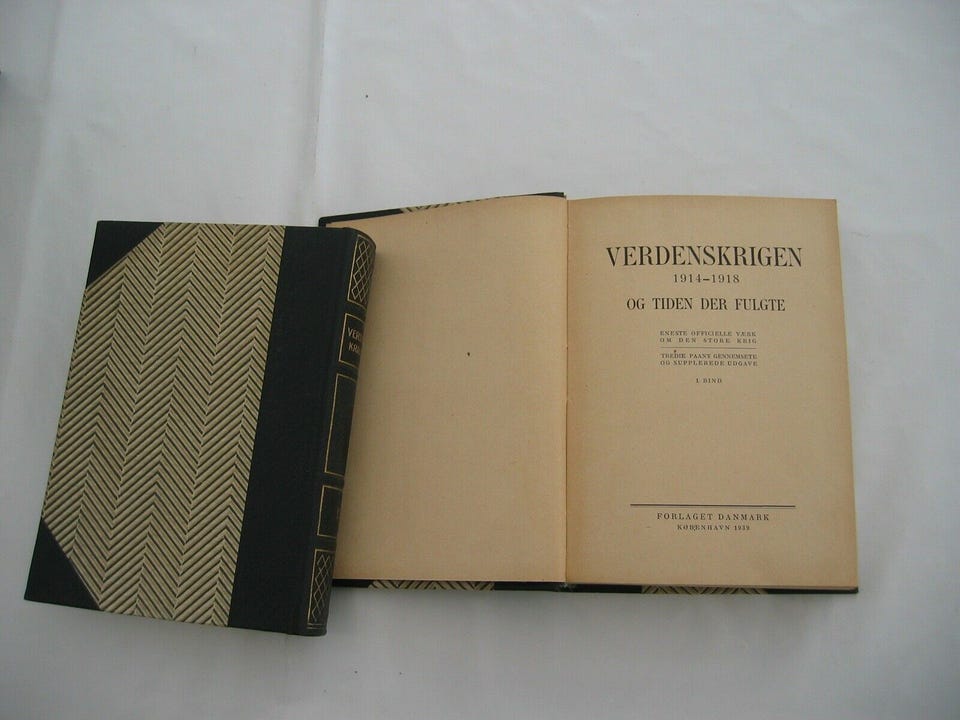 VERDENSKRIGEN
1914–1918
OG TIDEN DER FULGTE
ENESTE OFFICIELLE VÆRK
OM DEN STORE KRIG
TREDIE PAANY GENNEMSETE
OG SUPPLEREDE UDGAVE
I. BIND
FORLAGET DANMARK
KØBENHAVN 1939